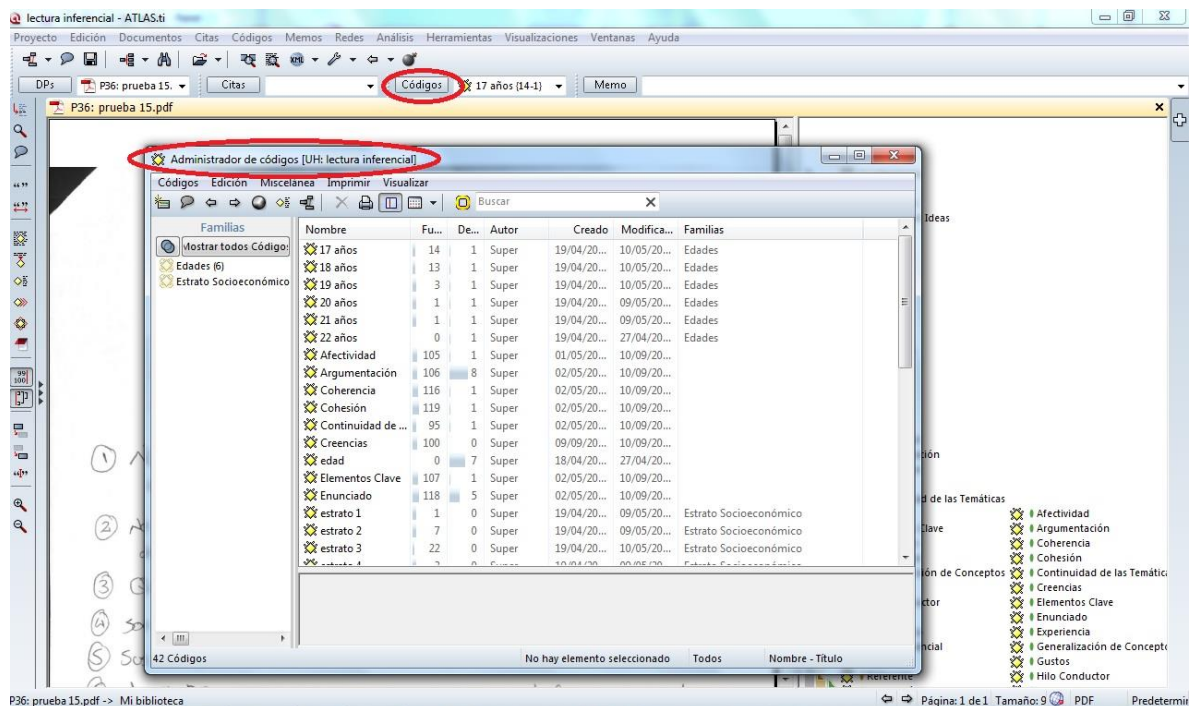 lectura inferencial - ATLAS.ti
Proyecto Edición Documentos Citas Códigos Memos Redes Análisis Herramientas Visualizaciones Ventanas Ayuda
DPs P36: prueba 15. Citas Códigos 17 años {14-1} Memo
P36: prueba 15.pdf
Administrador de códigos [UH: lectura inferencial]
Códigos Edición Miscelanea Imprimir Visualizar
Buscar
Familias
Mostrar todos Código
Edades (6)
Estrato Socioeconómico
Nombre Fu... De... Autor Creado Modifica... Familias
17 años 14 1 Super 19/04/20... 10/05/20... Edades
18 años 13 1 Super 19/04/20... 10/05/20... Edades
19 años 3 1 Super 19/04/20... 10/05/20... Edades
20 años 1 1 Super 19/04/20... 09/05/20... Edades
21 años 1 1 Super 19/04/20... 09/05/20... Edades
22 años 0 1 Super 19/04/20... 27/04/20... Edades
Afectividad 105 1 Super 01/05/20... 10/09/20...
Argumentación 106 8 Super 02/05/20... 10/09/20...
Coherencia 116 1 Super 02/05/20... 10/09/20...
Cohesión 119 1 Super 02/05/20... 10/09/20...
Continuidad de ... 95 1 Super 02/05/20... 10/09/20...
Creencias 100 0 Super 09/09/20... 10/09/20...
edad 0 7 Super 18/04/20... 27/04/20...
Elementos Clave 107 1 Super 02/05/20... 10/09/20...
Enunciado 118 5 Super 02/05/20... 10/09/20...
estrato 1 1 0 Super 19/04/20... 09/05/20... Estrato Socioeconómico
estrato 2 7 0 Super 19/04/20... 09/05/20... Estrato Socioeconómico
estrato 3 22 0 Super 19/04/20... 10/05/20... Estrato Socioeconómico
42 Códigos No hay elemento seleccionado Todos Nombre - Título
Ideas
ción
d de las Temáticas
Clave
ión de Conceptos
ctor
ncial
Referente
Afectividad
Argumentación
Coherencia
Cohesión
Continuidad de las Temátic
Creencias
Elementos Clave
Enunciado
Experiencia
Generalización de Concept
Gustos
Hilo Conductor
1
2
3
4 so
5 So
P36: prueba 15.pdf -> Mi biblioteca Página: 1 de 1 Tamaño: 9 PDF Predetermi